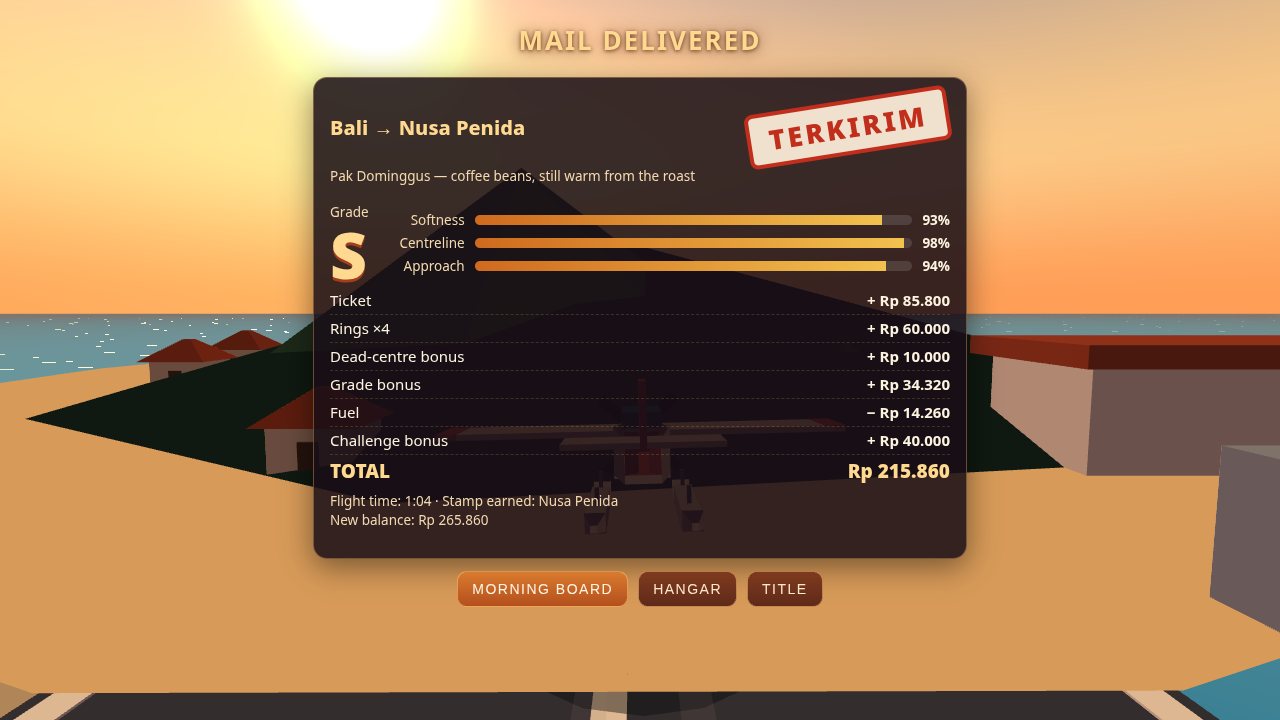 MAIL DELIVERED
Bali → Nusa Penida
TERKIRIM
Pak Dominggus — coffee beans, still warm from the roast
Grade
S
Softness 93%
Centreline 98%
Approach 94%
Ticket + Rp 85.800
Rings ×4 + Rp 60.000
Dead-centre bonus + Rp 10.000
Grade bonus + Rp 34.320
Fuel − Rp 14.260
Challenge bonus + Rp 40.000
TOTAL Rp 215.860
Flight time: 1:04 · Stamp earned: Nusa Penida
New balance: Rp 265.860
MORNING BOARD HANGAR TITLE